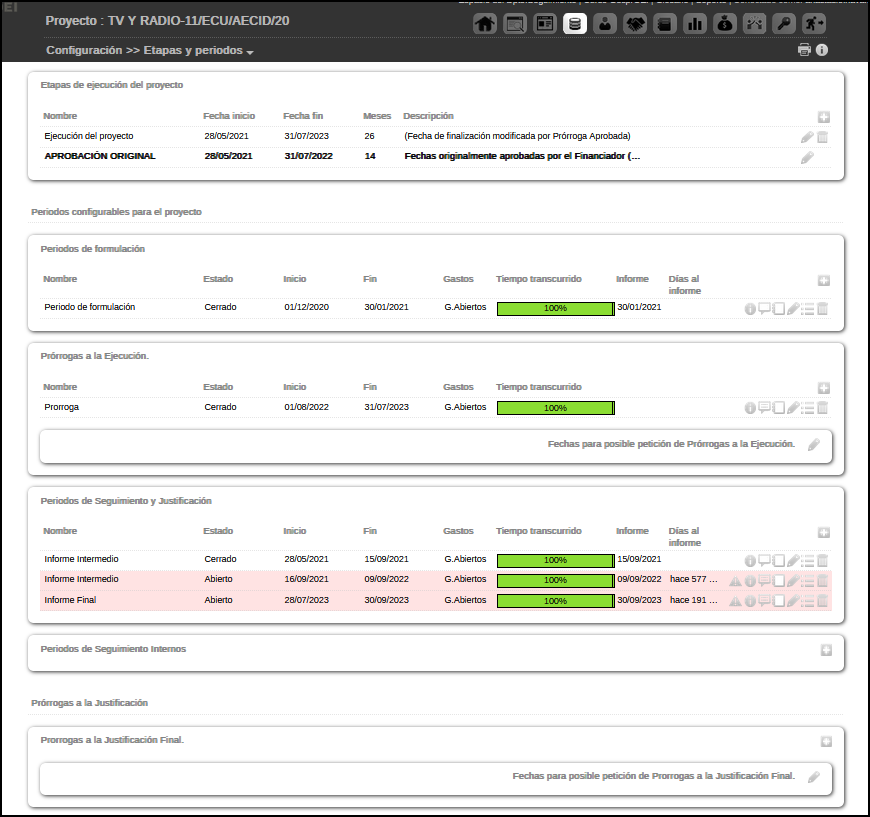 Proyecto : TV Y RADIO-11/ECU/AECID/20
Configuración >> Etapas y periodos
Etapas de ejecución del proyecto
Nombre Fecha inicio Fecha fin Meses Descripción
Ejecución del proyecto 28/05/2021 31/07/2023 26 (Fecha de finalización modificada por Prórroga Aprobada)
APROBACIÓN ORIGINAL 28/05/2021 31/07/2022 14 Fechas originalmente aprobadas por el Financiador (...
Periodos configurables para el proyecto
Periodos de formulación
Nombre Estado Inicio Fin Gastos Tiempo transcurrido Informe Días al
informe
Periodo de formulación Cerrado 01/12/2020 30/01/2021 G.Abiertos 100% 30/01/2021
Prórrogas a la Ejecución.
Nombre Estado Inicio Fin Gastos Tiempo transcurrido
Prorroga Cerrado 01/08/2022 31/07/2023 G.Abiertos 100%
Fechas para posible petición de Prórrogas a la Ejecución.
Periodos de Seguimiento y Justificación
Nombre Estado Inicio Fin Gastos Tiempo transcurrido Informe Días al
informe
Informe Intermedio Cerrado 28/05/2021 15/09/2021 G.Abiertos 100% 15/09/2021
Informe Intermedio Abierto 16/09/2021 09/09/2022 G.Abiertos 100% 09/09/2022 hace 577 ...
Informe Final Abierto 28/07/2023 30/09/2023 G.Abiertos 100% 30/09/2023 hace 191 ...
Periodos de Seguimiento Internos
Prórrogas a la Justificación
Prorrogas a la Justificación Final.
Fechas para posible petición de Prorrogas a la Justificación Final.